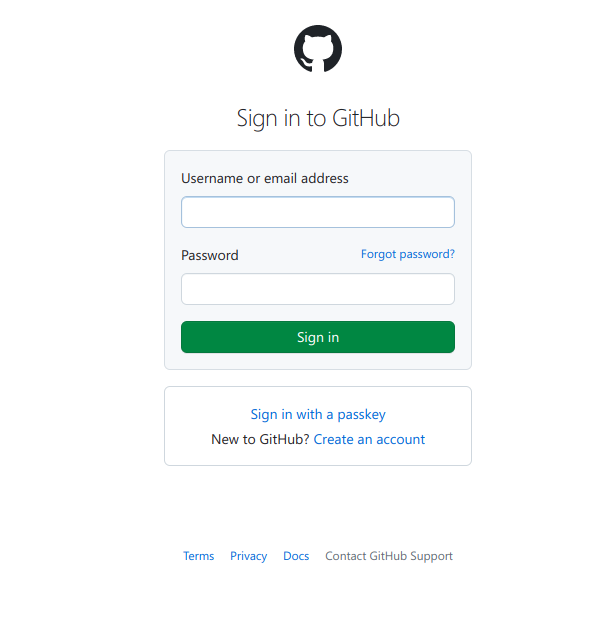 Sign in to GitHub
Username or email address
Password Forgot password?
Sign in
Sign in with a passkey
New to GitHub? Create an account
Terms Privacy Docs Contact GitHub Support